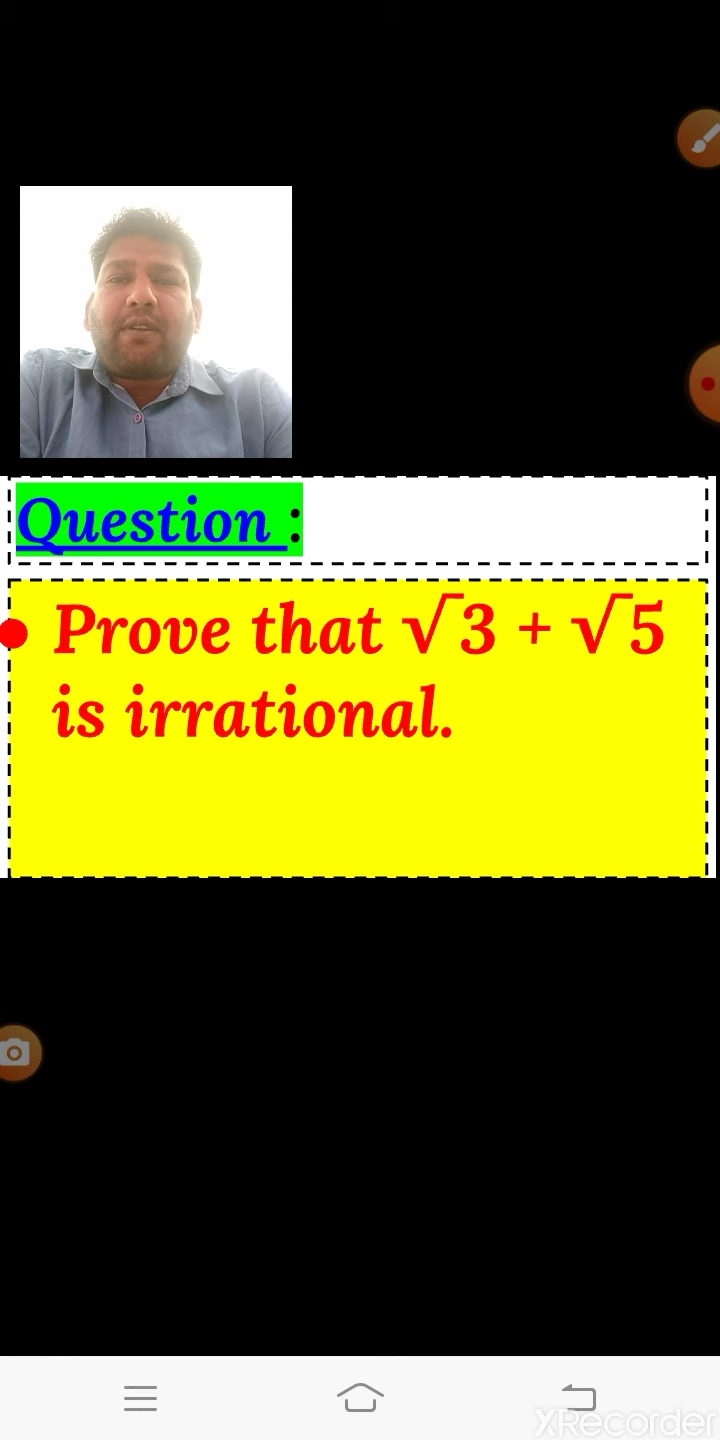 Question :
• Prove that √3 + √5
is irrational.
XRecorder